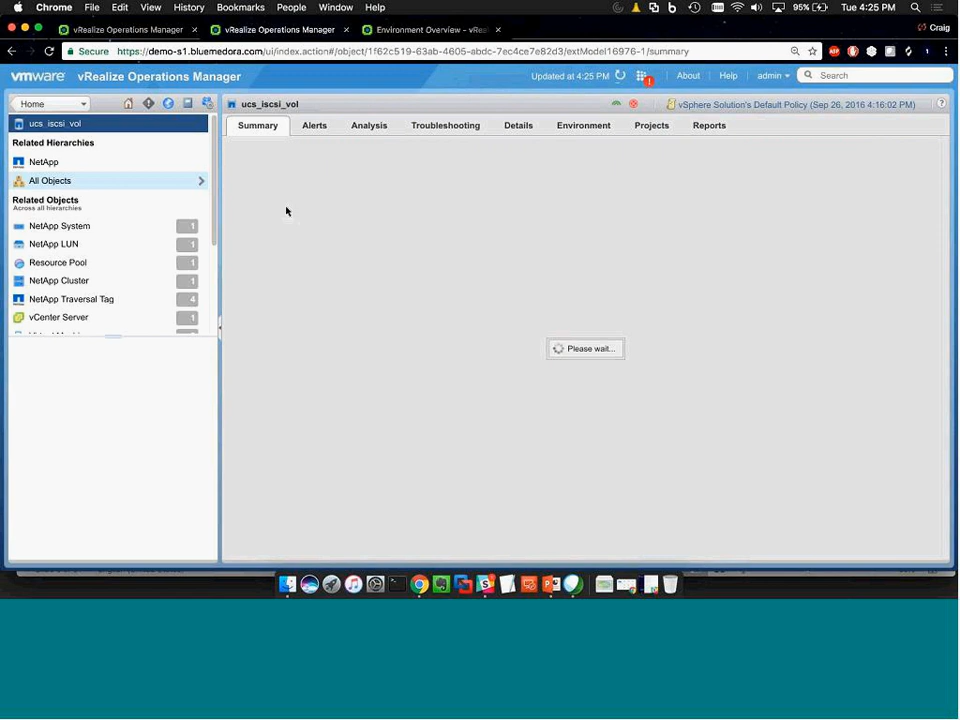 Chrome File Edit View History Bookmarks People Window Help 95% Tue 4:25 PM
vRealize Operations Manager vRealize Operations Manager Environment Overview - vRea Craig
Secure https://demo-s1.bluemedora.com/ui/index.action#/object/1f62c519-63ab-4605-abdc-7ec4ce7e82d3/extModel16976-1/summary
vmware vRealize Operations Manager Updated at 4:25 PM About Help admin Search
Home ucs_iscsi_vol vSphere Solution's Default Policy (Sep 26, 2016 4:16:02 PM)
ucs_iscsi_vol Summary Alerts Analysis Troubleshooting Details Environment Projects Reports
Related Hierarchies
NetApp
All Objects
Related Objects
Across all hierarchies
NetApp System 1
NetApp LUN 1
Resource Pool 1
NetApp Cluster 1
NetApp Traversal Tag 4
vCenter Server 1
Please wait...